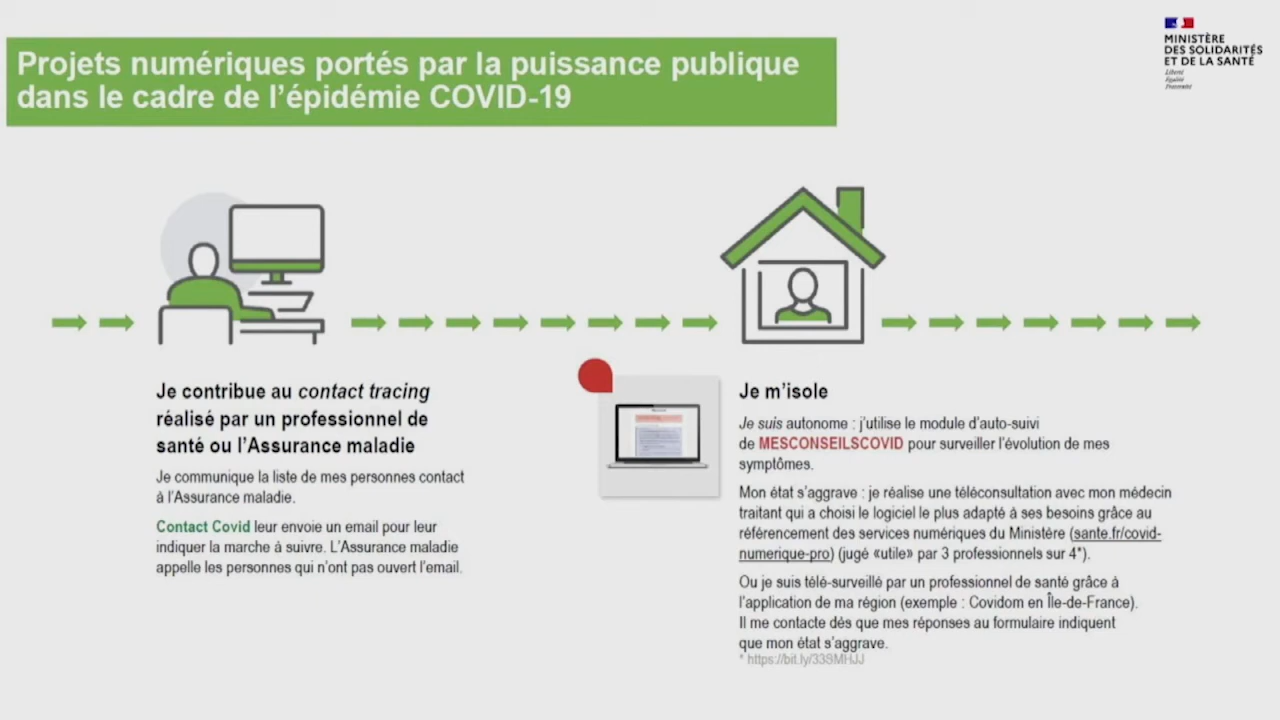 Projets numériques portés par la puissance publique
dans le cadre de l'épidémie COVID-19
MINISTÈRE
DES SOLIDARITÉS
ET DE LA SANTÉ
Liberté
Égalité
Fraternité
Je contribue au contact tracing
réalisé par un professionnel de
santé ou l'Assurance maladie
Je communique la liste de mes personnes contact
à l'Assurance maladie.
Contact Covid leur envoie un email pour leur
indiquer la marche à suivre. L'Assurance maladie
appelle les personnes qui n'ont pas ouvert l'email.
Je m'isole
Je suis autonome : j'utilise le module d'auto-suivi
de MESCONSEILSCOVID pour surveiller l'évolution de mes
symptômes.
Mon état s'aggrave : je réalise une téléconsultation avec mon médecin
traitant qui a choisi le logiciel le plus adapté à ses besoins grâce au
référencement des services numériques du Ministère (sante.fr/covid-
numerique-pro) (jugé «utile» par 3 professionnels sur 4*).
Ou je suis télé-surveillé par un professionnel de santé grâce à
l'application de ma région (exemple : Covidom en Île-de-France).
Il me contacte dès que mes réponses au formulaire indiquent
que mon état s'aggrave.
* https://bit.ly/33SMHJJ